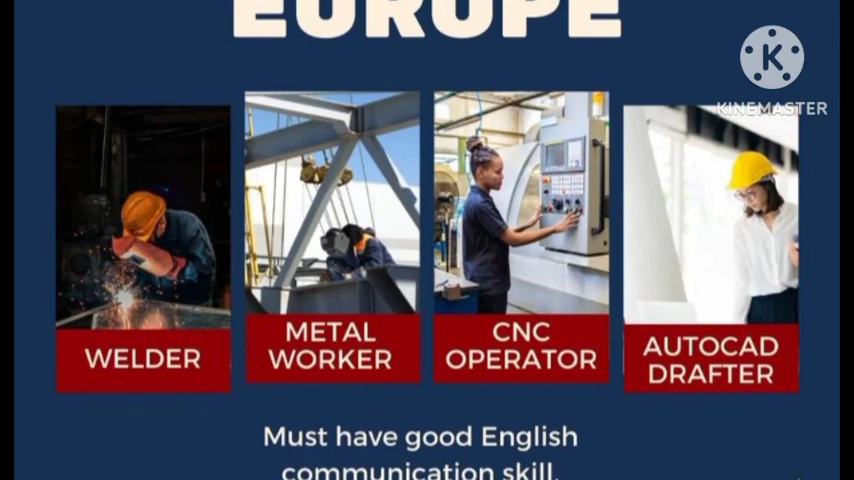 EUROPE
KINEMASTER
WELDER
METAL
WORKER
CNC
OPERATOR
AUTOCAD
DRAFTER
Must have good English
communication skill.